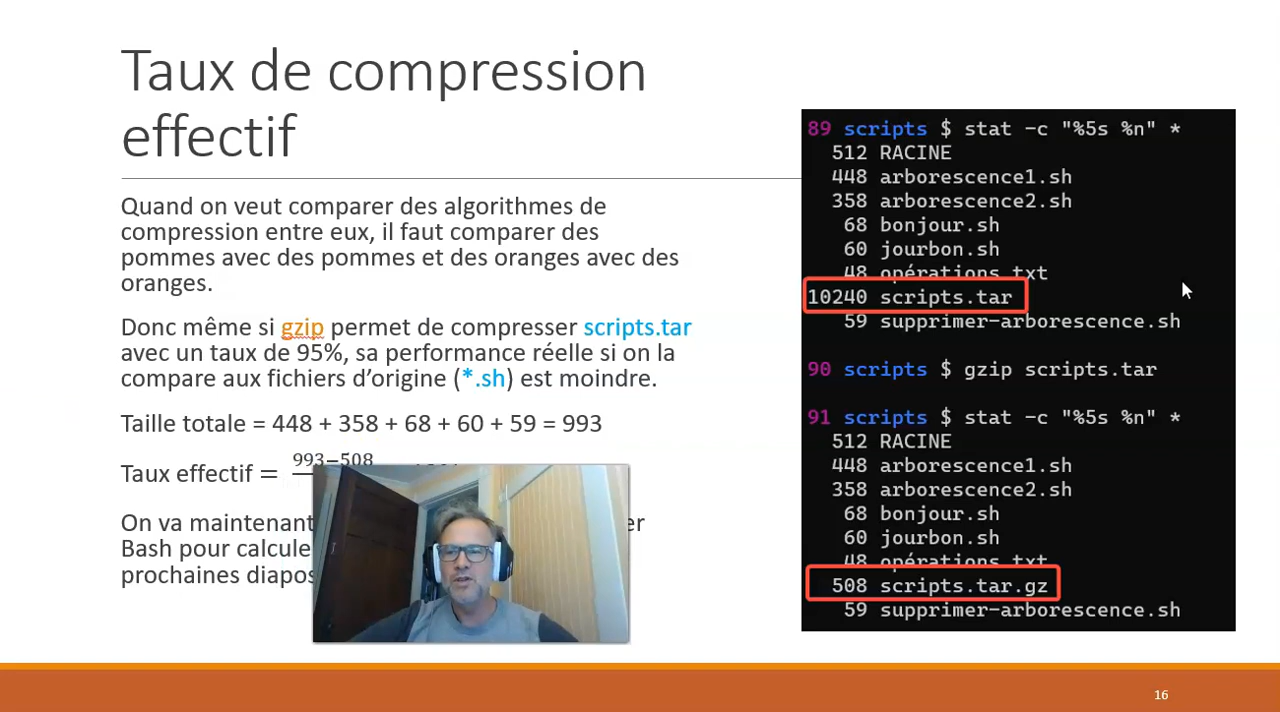 Taux de compression
effectif
Quand on veut comparer des algorithmes de
compression entre eux, il faut comparer des
pommes avec des pommes et des oranges avec des
oranges.
Donc même si gzip permet de compresser scripts.tar
avec un taux de 95%, sa performance réelle si on la
compare aux fichiers d’origine (*.sh) est moindre.
Taille totale = 448 + 358 + 68 + 60 + 59 = 993
Taux effectif = 993−508
On va maintenant
Bash pour
prochaines
89 scripts $ stat -c "%5s %n" *
512 RACINE
448 arborescence1.sh
358 arborescence2.sh
68 bonjour.sh
60 jourbon.sh
48 opérations.txt
10240 scripts.tar
59 supprimer-arborescence.sh
90 scripts $ gzip scripts.tar
91 scripts $ stat -c "%5s %n" *
512 RACINE
448 arborescence1.sh
358 arborescence2.sh
68 bonjour.sh
60 jourbon.sh
48 opérations.txt
508 scripts.tar.gz
59 supprimer-arborescence.sh
16